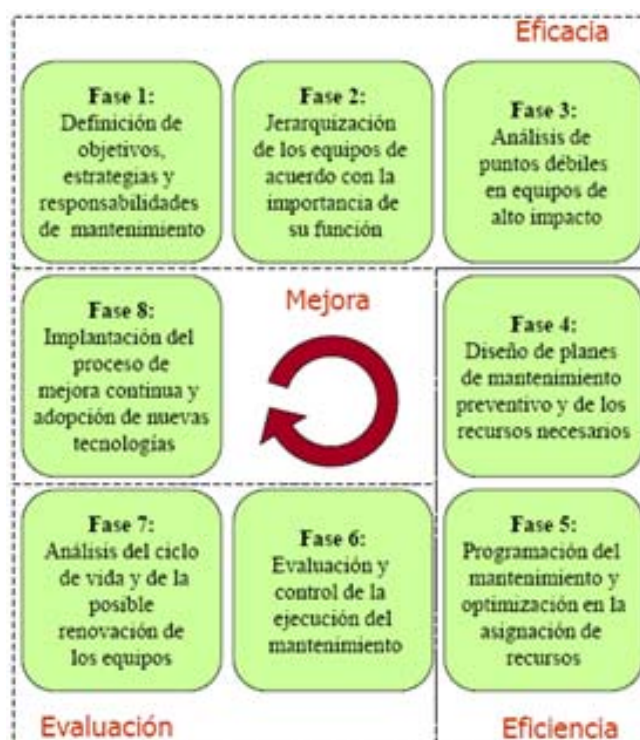 Eficacia
Fase 1:
Definición de
objetivos,
estrategias y
responsabilidades
de mantenimiento
Fase 2:
Jerarquización
de los equipos de
acuerdo con la
importancia de
su función
Fase 3:
Análisis de
puntos débiles
en equipos de
alto impacto
Fase 8:
Implantación del
proceso de
mejora continua y
adopción de nuevas
tecnologías
Mejora
Fase 4:
Diseño de planes
de mantenimiento
preventivo y de los
recursos necesarios
Fase 7:
Análisis del ciclo
de vida y de la
posible
renovación de
los equipos
Fase 6:
Evaluación y
control de la
ejecución del
mantenimiento
Fase 5:
Programación del
mantenimiento y
optimización en la
asignación de
recursos
Evaluación
Eficiencia